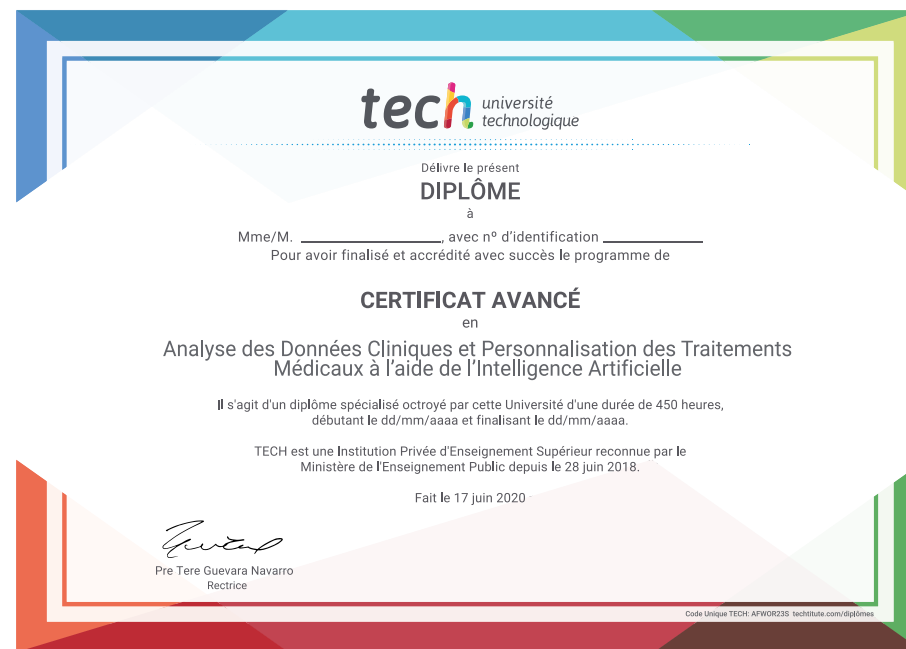 tech université
technologique
Délivre le présent
DIPLÔME
à
Mme/M. ____________________, avec nº d'identification ______________
Pour avoir finalisé et accrédité avec succès le programme de
CERTIFICAT AVANCÉ
en
Analyse des Données Cliniques et Personnalisation des Traitements
Médicaux à l'aide de l'Intelligence Artificielle
Il s'agit d'un diplôme spécialisé octroyé par cette Université d'une durée de 450 heures,
débutant le dd/mm/aaaa et finalisant le dd/mm/aaaa.
TECH est une Institution Privée d'Enseignement Supérieur reconnue par le
Ministère de l'Enseignement Public depuis le 28 juin 2018.
Fait le 17 juin 2020
Pre Tere Guevara Navarro
Rectrice
Code Unique TECH: AFWOR23S techtitute.com/diplômes